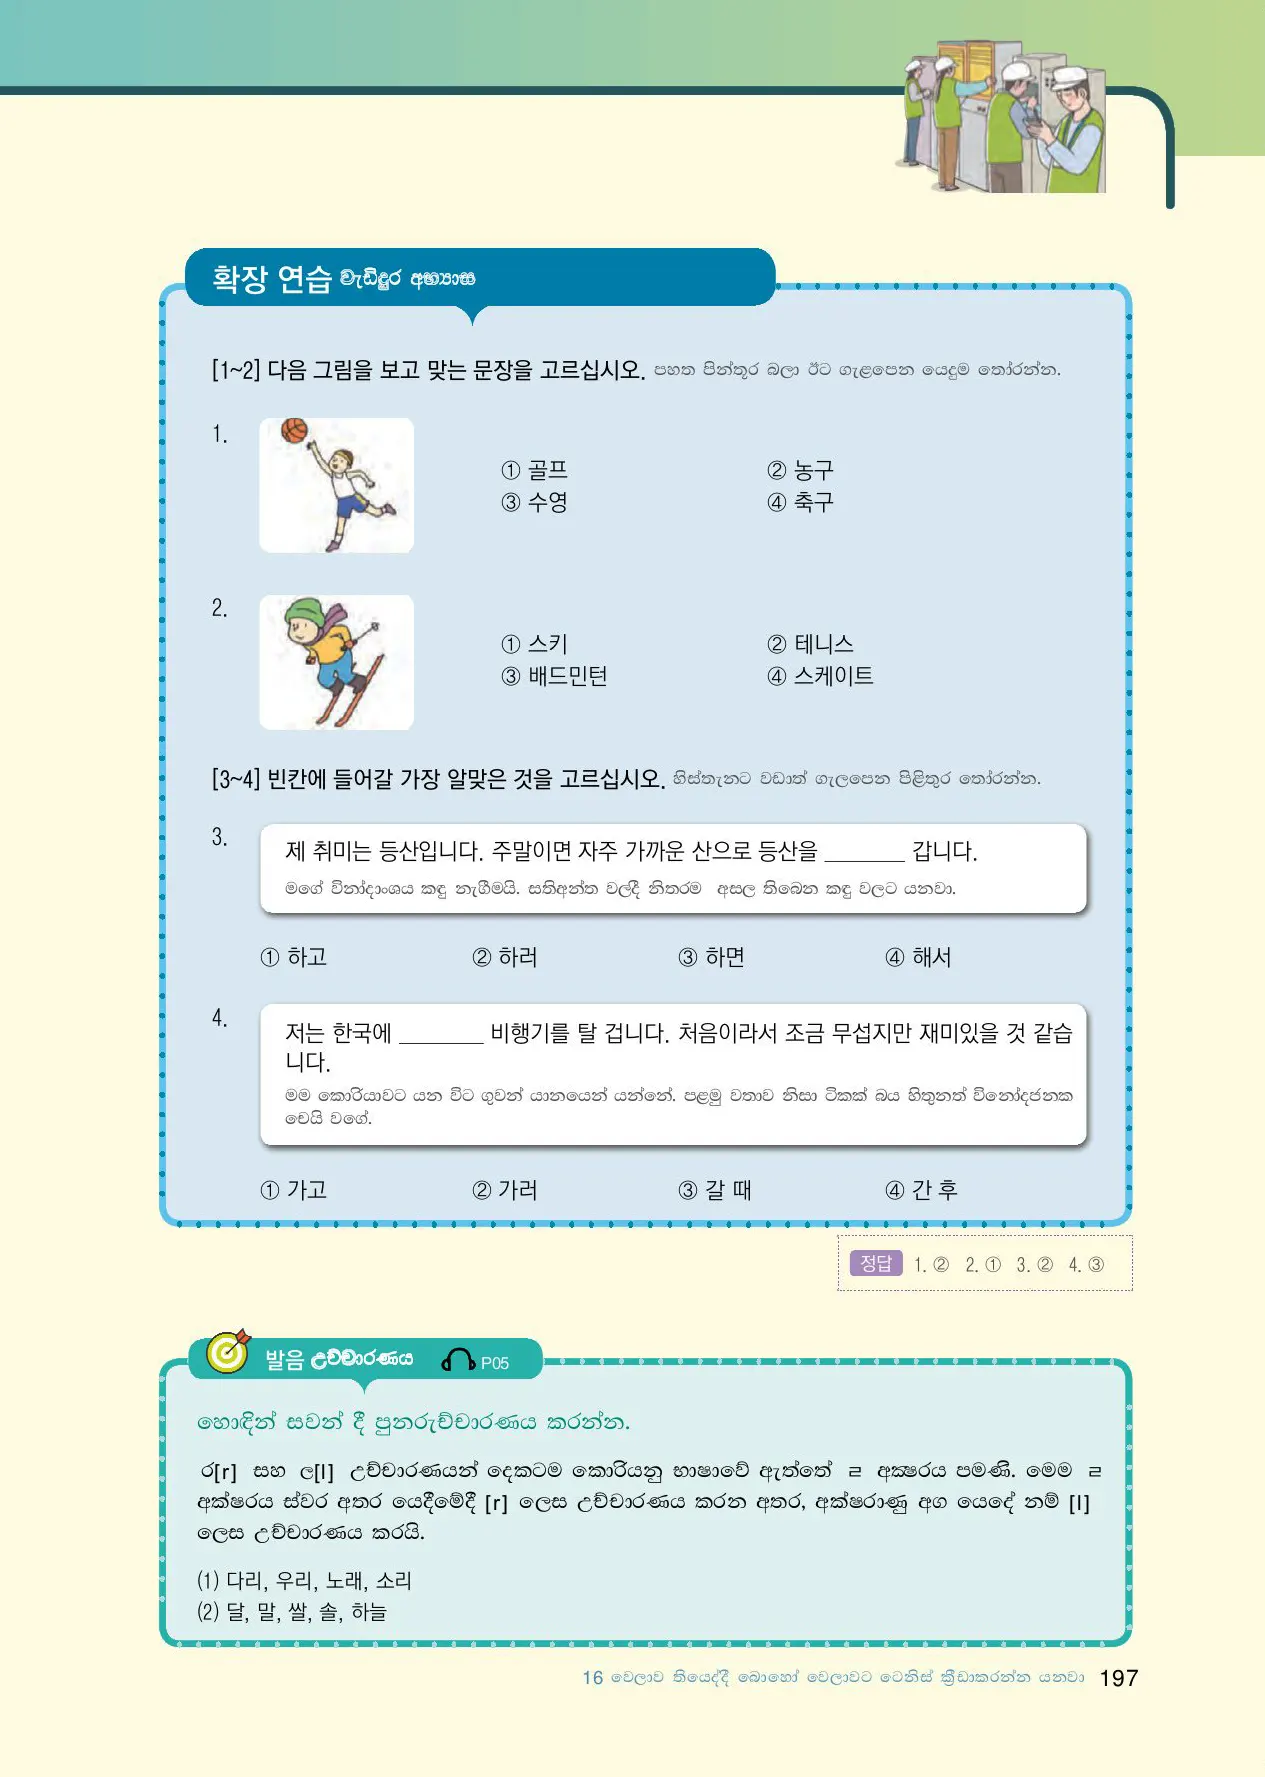 확장 연습 වැඩිදුර අභ්‍යාස
[1~2] 다음 그림을 보고 맞는 문장을 고르십시오. පහත පින්තූර බලා ඊට ගැළපෙන යෙදුම තෝරන්න.
1.
① 골프 ② 농구
③ 수영 ④ 축구
2.
① 스키 ② 테니스
③ 배드민턴 ④ 스케이트
[3~4] 빈칸에 들어갈 가장 알맞은 것을 고르십시오. හිස්තැනට වඩාත් ගැලපෙන පිළිතුර තෝරන්න.
3.
제 취미는 등산입니다. 주말이면 자주 가까운 산으로 등산을 _______ 갑니다.
මගේ විනාදාංශය කඳු නැගීමයි. සතිඅන්ත වල්දී නිතරම අසල තිබෙන කඳු වලට යනවා.
① 하고 ② 하러 ③ 하면 ④ 해서
4.
저는 한국에 _______ 비행기를 탈 겁니다. 처음이라서 조금 무섭지만 재미있을 것 같습
니다.
මම කොරියාවට යන විට ගුවන් යානයෙන් යන්නේ. පළමු වතාව නිසා ටිකක් බය හිතුනත් විනෝදජනක
චෙයි වගේ.
① 가고 ② 가러 ③ 갈 때 ④ 간 후
정답 1. ② 2. ① 3. ② 4. ③
발음 උච්චාරණය P05
හොඳින් සවන් දී පුනරුච්චාරණය කරන්න.
ර[r] සහ ල[l] උච්චාරණයන් දෙකටම කොරියනු භාෂාවේ ඇත්තේ ㄹ අක්‍ෂරය පමණි. මෙම ㄹ
අක්ෂරය ස්වර අතර යෙදීමේදී [r] ලෙස උච්චාරණය කරන අතර, අක්ෂරාණු අග යෙදේ නම් [l]
ලෙස උච්චාරණය කරයි.
(1) 다리, 우리, 노래, 소리
(2) 달, 말, 쌀, 솔, 하늘
16 වෙලාව තියෙද්දී බොහෝ වෙලාවට ටෙනිස් ක්‍රීඩාකරන්න යනවා 197